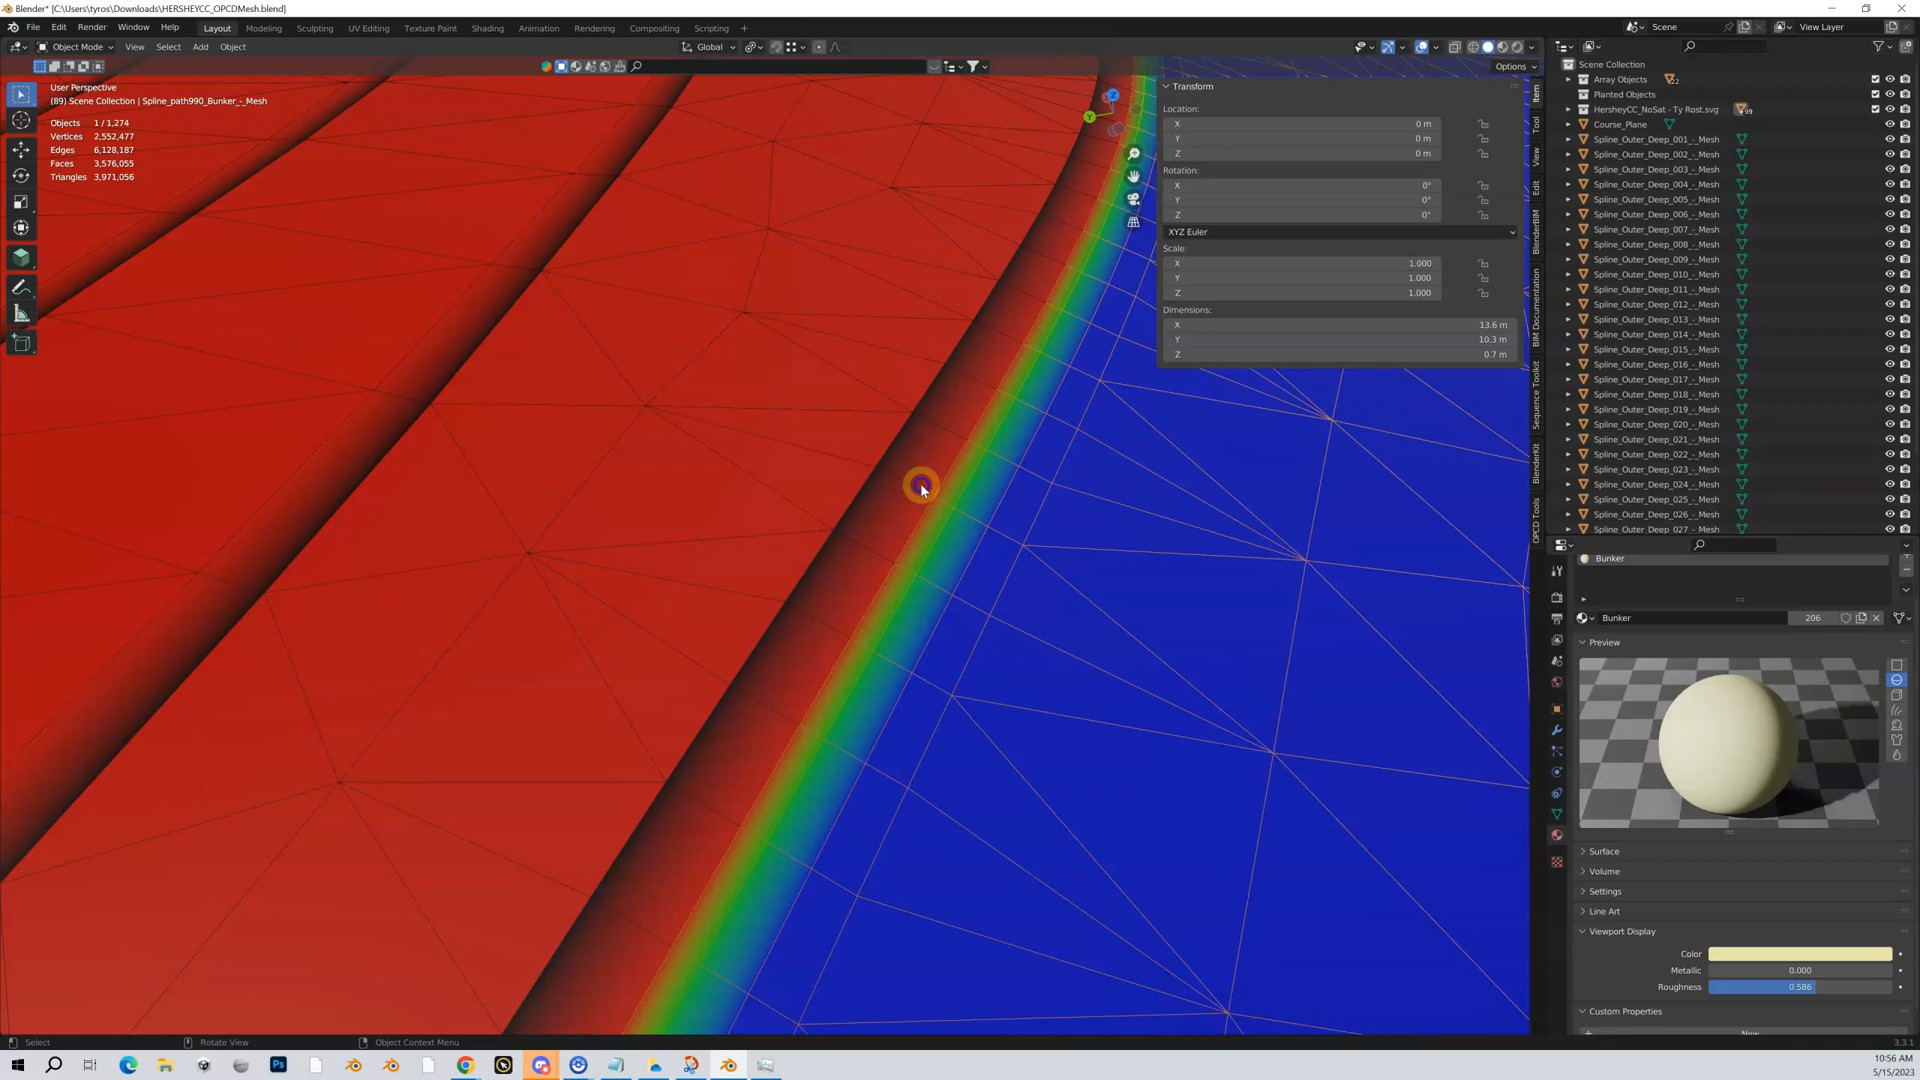 Blender* [C:\Users\tyros\Downloads\HERSHEYCC_OPCDMesh.blend]
File Edit Render Window Help Layout Modeling Sculpting UV Editing Texture Paint Shading Animation Rendering Compositing Scripting + Scene View Layer
Object Mode View Select Add Object Global
Options
User Perspective
(89) Scene Collection | Spline_path990_Bunker_-_Mesh
Objects 1 / 1,274
Vertices 2,552,477
Edges 6,128,187
Faces 3,576,055
Triangles 3,971,056
Z
Y
Transform
Location:
X 0 m
Y 0 m
Z 0 m
Rotation:
X 0°
Y 0°
Z 0°
XYZ Euler
Scale:
X 1.000
Y 1.000
Z 1.000
Dimensions:
X 13.6 m
Y 10.3 m
Z 0.7 m
Item
Tool
View
Edit
BlenderBIM
BIM Documentation
Sequence Toolkit
BlenderKit
OPCD Tools
Scene Collection
Array Objects 22
Planted Objects
HersheyCC_NoSat - Ty Rost.svg 99
Course_Plane
Spline_Outer_Deep_001_-_Mesh
Spline_Outer_Deep_002_-_Mesh
Spline_Outer_Deep_003_-_Mesh
Spline_Outer_Deep_004_-_Mesh
Spline_Outer_Deep_005_-_Mesh
Spline_Outer_Deep_006_-_Mesh
Spline_Outer_Deep_007_-_Mesh
Spline_Outer_Deep_008_-_Mesh
Spline_Outer_Deep_009_-_Mesh
Spline_Outer_Deep_010_-_Mesh
Spline_Outer_Deep_011_-_Mesh
Spline_Outer_Deep_012_-_Mesh
Spline_Outer_Deep_013_-_Mesh
Spline_Outer_Deep_014_-_Mesh
Spline_Outer_Deep_015_-_Mesh
Spline_Outer_Deep_016_-_Mesh
Spline_Outer_Deep_017_-_Mesh
Spline_Outer_Deep_018_-_Mesh
Spline_Outer_Deep_019_-_Mesh
Spline_Outer_Deep_020_-_Mesh
Spline_Outer_Deep_021_-_Mesh
Spline_Outer_Deep_022_-_Mesh
Spline_Outer_Deep_023_-_Mesh
Spline_Outer_Deep_024_-_Mesh
Spline_Outer_Deep_025_-_Mesh
Spline_Outer_Deep_026_-_Mesh
Spline_Outer_Deep_027_-_Mesh
Bunker
Bunker 206
Preview
Surface
Volume
Settings
Line Art
Viewport Display
Color
Metallic 0.000
Roughness 0.586
Custom Properties
New
Select Rotate View Object Context Menu 3.3.1
Ps
10:56 AM
5/15/2023